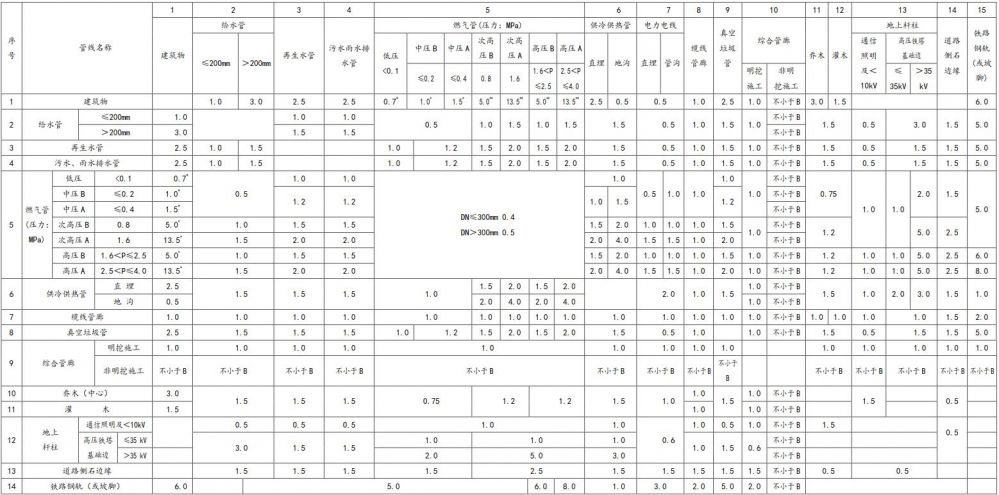 序号 管线名称 1 2 3 4 5 6 7 8 9 10 11 12 13 14 15
建筑物 给水管 再生水管 污水雨水排水管 燃气管(压力:MPa) 供冷供热管 电力电线 缆线管廊 真空垃圾管 综合管廊 乔木 灌木 地上杆柱 道路侧石边缘 铁路钢轨(或坡脚)
≤200mm >200mm 低压<0.1 中压B 中压A 次高压B 次高压A 高压B 高压A 直埋 地沟 直埋 管沟 明挖施工 非明挖施工 通信照明及<10kV 高压铁塔基础边
≤0.2 ≤0.4 0.8 1.6 1.6<P≤2.5 2.5<P≤4.0 ≤35kV >35kV
1 建筑物 1.0 3.0 2.5 2.5 0.7* 1.0* 1.5* 5.0** 13.5** 5.0** 13.5** 2.5 0.5 0.5 1.0 2.5 1.0 不小于B 3.0 1.5 6.0
2 给水管 ≤200mm 1.0 1.0 1.0 0.5 1.0 1.5 1.0 1.5 1.5 0.5 1.0 1.5 1.0 不小于B 1.5 0.5 3.0 1.5 5.0
>200mm 3.0 1.5 1.5 1.0 不小于B
3 再生水管 2.5 1.0 1.5 1.0 1.2 1.5 2.0 1.5 2.0 1.5 0.5 1.0 1.5 1.0 不小于B 1.5 0.5 1.5 1.5 5.0
4 污水、雨水排水管 2.5 1.0 1.5 1.0 1.2 1.5 2.0 1.5 2.0 1.5 0.5 1.0 1.5 1.0 不小于B 1.5 0.5 1.5 1.5 5.0
5 燃气管(压力:MPa) 低压 <0.1 0.7* 0.5 1.0 1.0 DN≤300mm 0.4 DN>300mm 0.5 1.0 0.5 1.0 1.0 1.0 1.0 不小于B 0.75 1.0 1.0 2.0 1.5 5.0
中压B ≤0.2 1.0* 1.2 1.2 1.0 1.5 1.2 不小于B
中压A ≤0.4 1.5* 不小于B
次高压B 0.8 5.0* 1.0 1.5 1.5 1.5 2.0 1.0 1.0 1.0 1.5 1.0 不小于B 1.2 5.0 2.5
次高压A 1.6 13.5* 1.5 2.0 2.0 2.0 4.0 1.5 1.5 1.0 2.0 不小于B
高压B 1.6<P≤2.5 5.0* 1.0 1.5 1.5 1.5 2.0 1.0 1.0 1.0 1.5 1.0 不小于B 1.2 1.0 1.0 5.0 2.5 6.0
高压A 2.5<P≤4.0 13.5* 1.5 2.0 2.0 2.0 4.0 1.5 1.5 1.0 2.0 1.0 不小于B 1.2 1.0 1.0 5.0 2.5 8.0
6 供冷供热管 直埋 2.5 1.5 1.5 1.5 1.0 1.5 2.0 1.5 2.0 2.0 1.0 1.5 1.0 不小于B 1.5 1.0 2.0 3.0 1.5 5.0
地沟 0.5 2.0 4.0 2.0 4.0 1.0 不小于B
7 缆线管廊 1.0 1.0 1.0 1.0 1.0 1.0 1.0 1.0 1.0 1.0 1.0 1.0 1.0 不小于B 1.0 1.0 1.0 1.0 1.5 2.0
8 真空垃圾管 2.5 1.5 1.5 1.5 1.0 1.2 1.5 2.0 1.5 2.0 1.5 0.5 1.0 1.0 不小于B 1.5 0.5 1.5 1.5 5.0
9 综合管廊 明挖施工 1.0 1.0 1.0 1.0 1.0 1.0 1.0 1.0 1.0 1.0 1.0 1.0 1.0
非明挖施工 不小于B 不小于B 不小于B 不小于B 不小于B 不小于B 不小于B 不小于B 不小于B 不小于B 不小于B 不小于B 不小于B
10 乔木(中心) 3.0 1.5 1.5 1.5 0.75 1.2 1.2 1.5 1.0 1.0 1.5 1.0 不小于B 1.5 0.5
11 灌木 1.5 1.0 1.0 不小于B
12 地上杆柱 通信照明及<10kV 0.5 0.5 0.5 1.0 1.0 0.6 1.0 0.5 1.0 不小于B 1.5 0.5
高压铁塔基础边 ≤35 kV 3.0 1.5 1.5 1.0 1.0 1.0 1.5 0.6 不小于B
>35 kV 2.0 5.0 3.0 不小于B
13 道路侧石边缘 1.5 1.5 1.5 1.5 2.5 1.5 1.5 1.5 1.5 1.0 不小于B 0.5 0.5
14 铁路钢轨(或坡脚) 6.0 5.0 6.0 8.0 1.0 3.0 2.0 5.0 2.0 不小于B